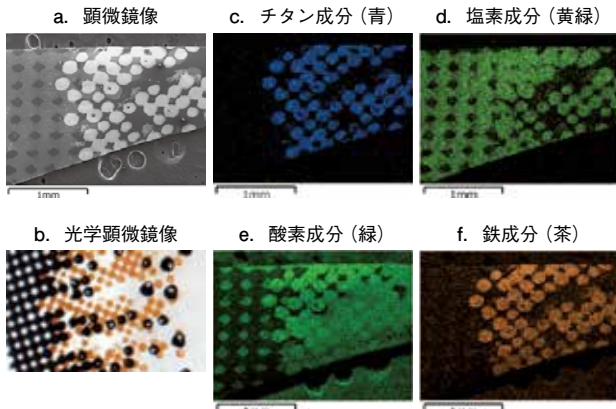 a. 顕微鏡像
c. チタン成分（青）
d. 塩素成分（黄緑）
1mm
1mm
1mm
b. 光学顕微鏡像
e. 酸素成分（緑）
f. 鉄成分（茶）